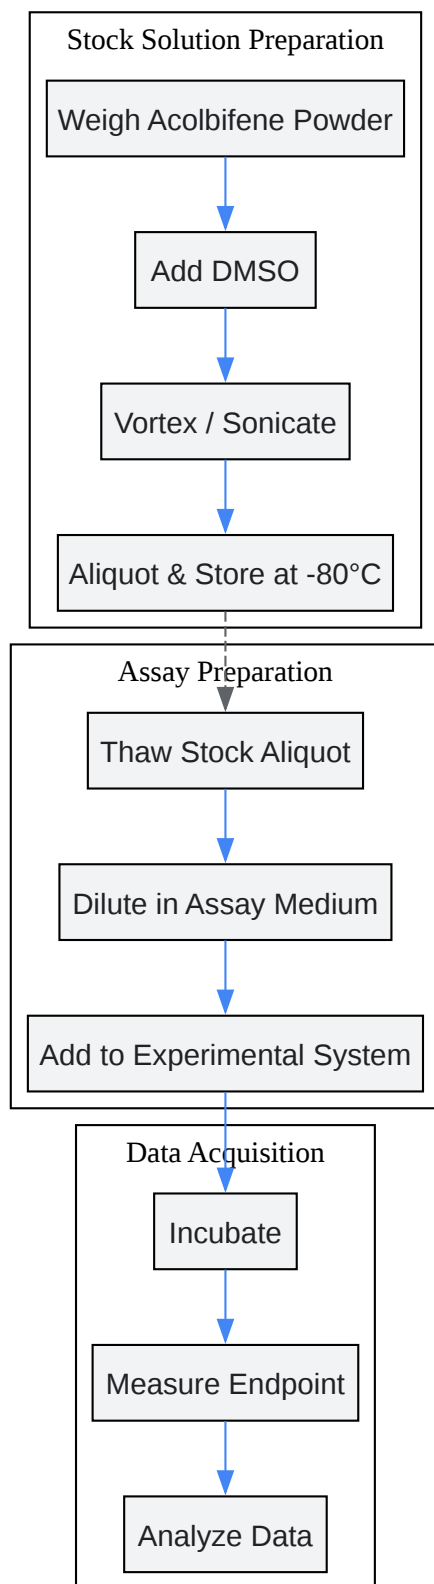 Stock Solution Preparation
Weigh Acolbifene Powder
Add DMSO
Vortex / Sonicate
Aliquot & Store at -80°C
Assay Preparation
Thaw Stock Aliquot
Dilute in Assay Medium
Add to Experimental System
Data Acquisition
Incubate
Measure Endpoint
Analyze Data